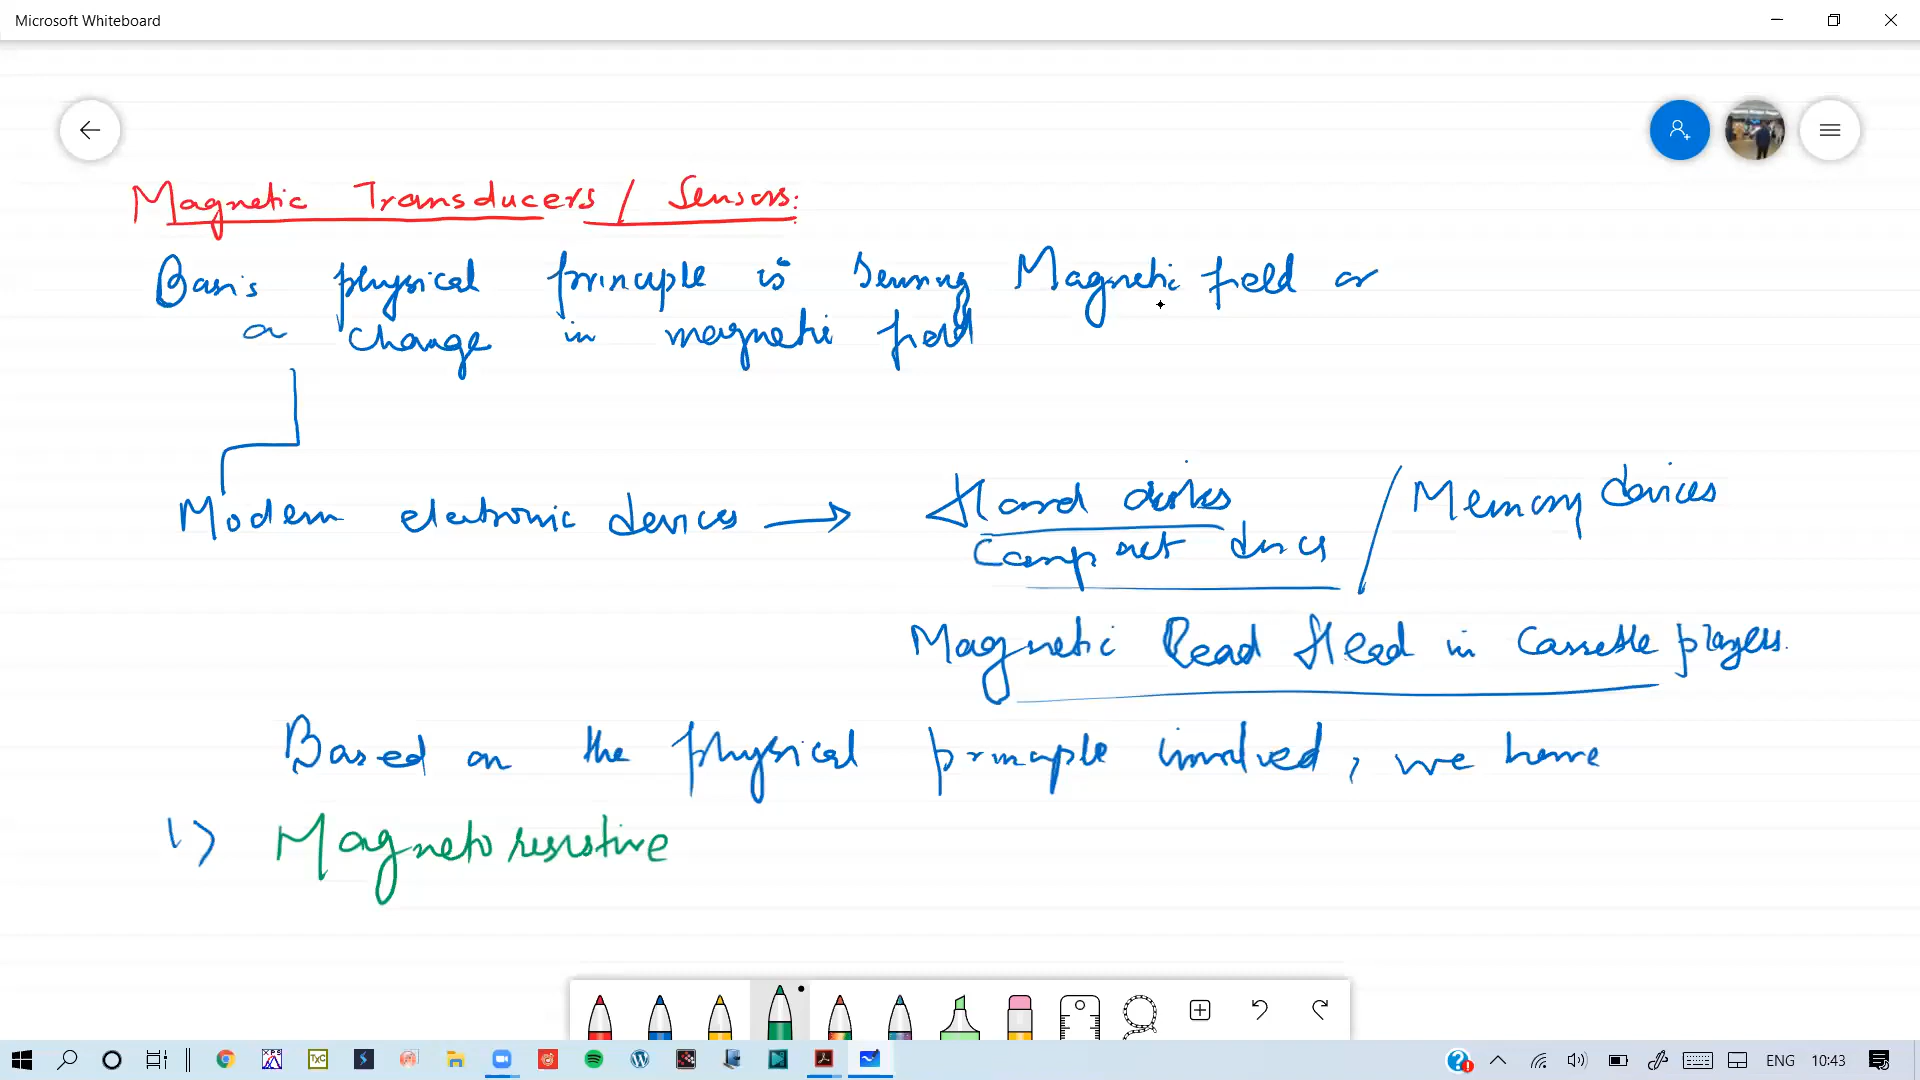 Microsoft Whiteboard
Magnetic Transducers / Sensors:
Basis physical principle is sensing Magnetic field or
a change in magnetic field
Modern electronic devices → Hard disks / Memory devices
Compact discs
Magnetic Read Head in Cassette players.
Based on the physical principle involved, we have
1) Magneto resistive
ENG 10:43